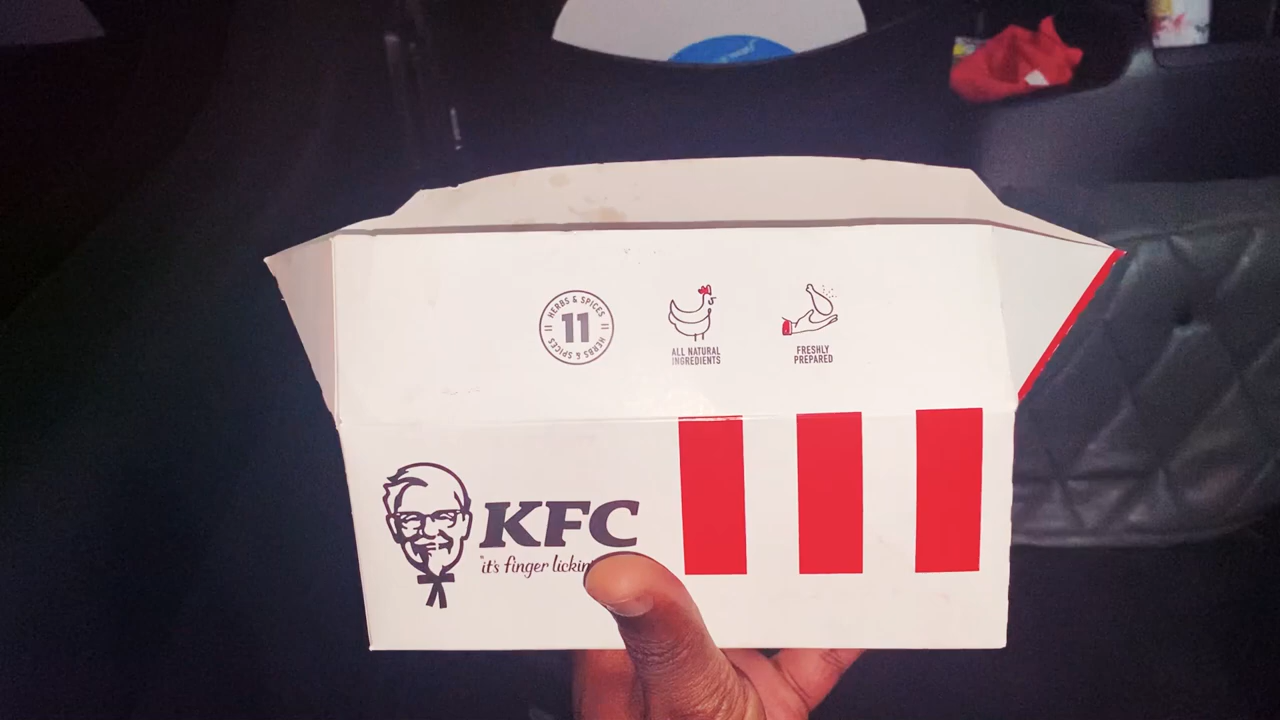 HERBS & SPICES
11
HERBS & SPICES
ALL NATURAL
INGREDIENTS
FRESHLY
PREPARED
KFC
"it's finger lickin'